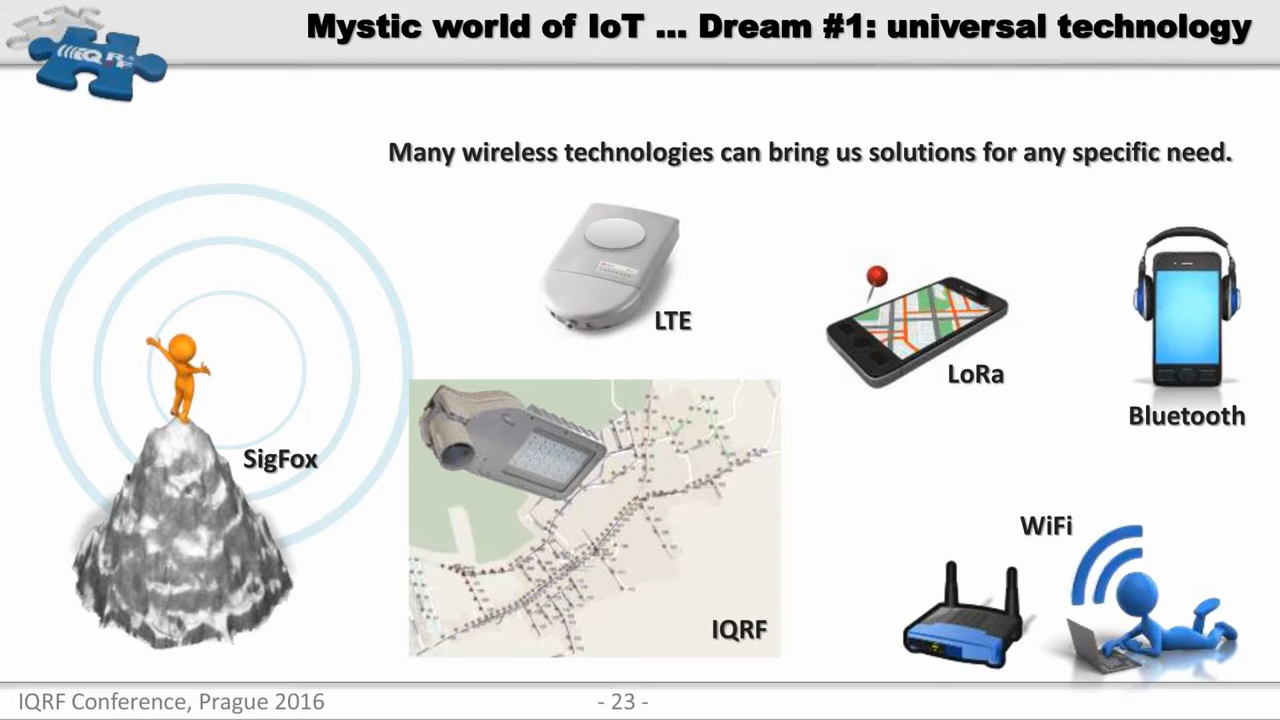 Mystic world of IoT ... Dream #1: universal technology
IQRF
Many wireless technologies can bring us solutions for any specific need.
LTE
LoRa
Bluetooth
SigFox
WiFi
IQRF
IQRF Conference, Prague 2016
- 23 -